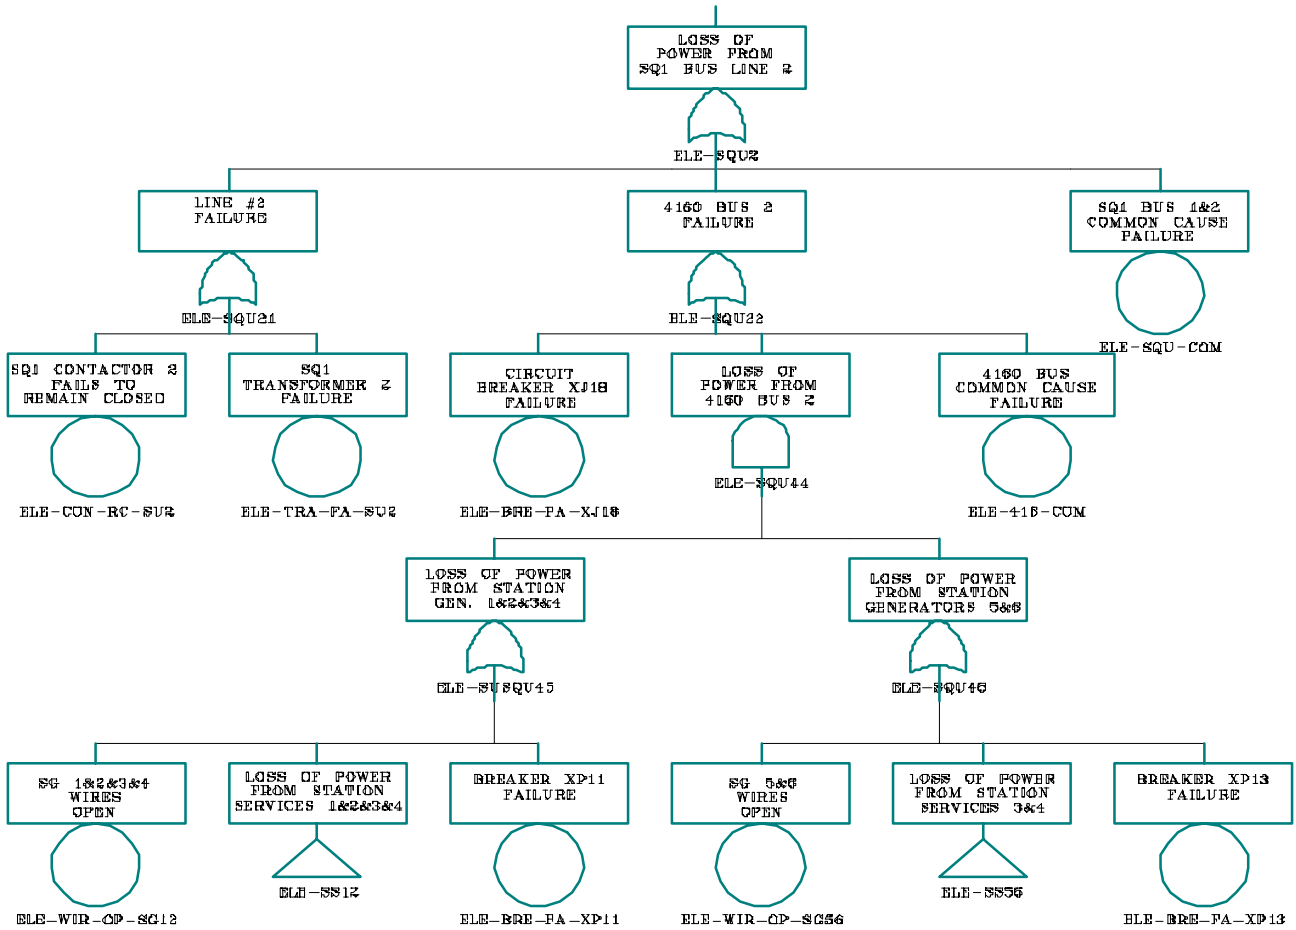 LOSS OF
POWER FROM
SQ1 BUS LINE 2
ELE-SQU2
LINE #2
FAILURE
4160 BUS 2
FAILURE
SQ1 BUS 1&2
COMMON CAUSE
FAILURE
ELE-SQU21
ELE-SQU22
ELE-SQU-COM
SQ1 CONTACTOR 2
FAILS TO
REMAIN CLOSED
SQ1
TRANSFORMER 2
FAILURE
CIRCUIT
BREAKER XJ18
FAILURE
LOSS OF
POWER FROM
4160 BUS 2
4160 BUS
COMMON CAUSE
FAILURE
ELE-SQU44
ELE-CON-RC-SU2
ELE-TRA-FA-SU2
ELE-BRE-FA-XJ18
ELE-416-COM
LOSS OF POWER
FROM STATION
GEN. 1&2&3&4
LOSS OF POWER
FROM STATION
GENERATORS 5&6
ELE-SUSQU45
ELE-SQU46
SG 1&2&3&4
WIRES
OPEN
LOSS OF POWER
FROM STATION
SERVICES 1&2&3&4
BREAKER XP11
FAILURE
SG 5&6
WIRES
OPEN
LOSS OF POWER
FROM STATION
SERVICES 3&4
BREAKER XP13
FAILURE
ELE-SS12
ELE-SS56
ELE-WIR-OP-SG12
ELE-BRE-FA-XP11
ELE-WIR-OP-SG56
ELE-BRE-FA-XP13